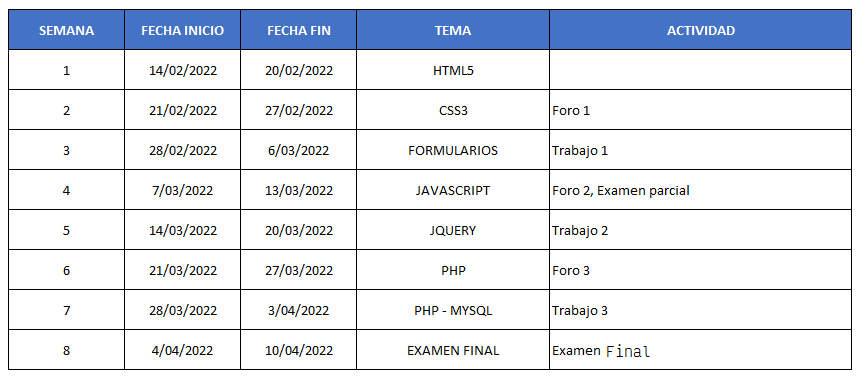 SEMANA FECHA INICIO FECHA FIN TEMA ACTIVIDAD
1 14/02/2022 20/02/2022 HTML5
2 21/02/2022 27/02/2022 CSS3 Foro 1
3 28/02/2022 6/03/2022 FORMULARIOS Trabajo 1
4 7/03/2022 13/03/2022 JAVASCRIPT Foro 2, Examen parcial
5 14/03/2022 20/03/2022 JQUERY Trabajo 2
6 21/03/2022 27/03/2022 PHP Foro 3
7 28/03/2022 3/04/2022 PHP - MYSQL Trabajo 3
8 4/04/2022 10/04/2022 EXAMEN FINAL Examen Final